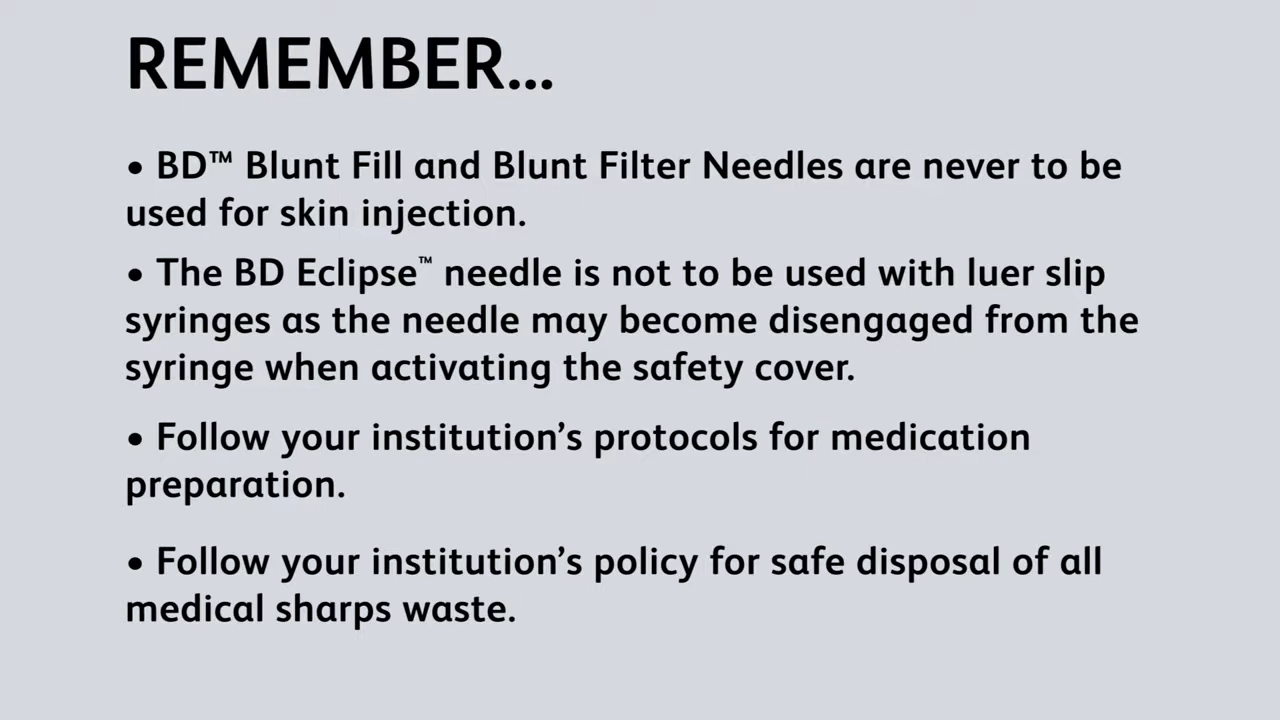 REMEMBER...
• BD™ Blunt Fill and Blunt Filter Needles are never to be
used for skin injection.
• The BD Eclipse™ needle is not to be used with luer slip
syringes as the needle may become disengaged from the
syringe when activating the safety cover.
• Follow your institution’s protocols for medication
preparation.
• Follow your institution’s policy for safe disposal of all
medical sharps waste.